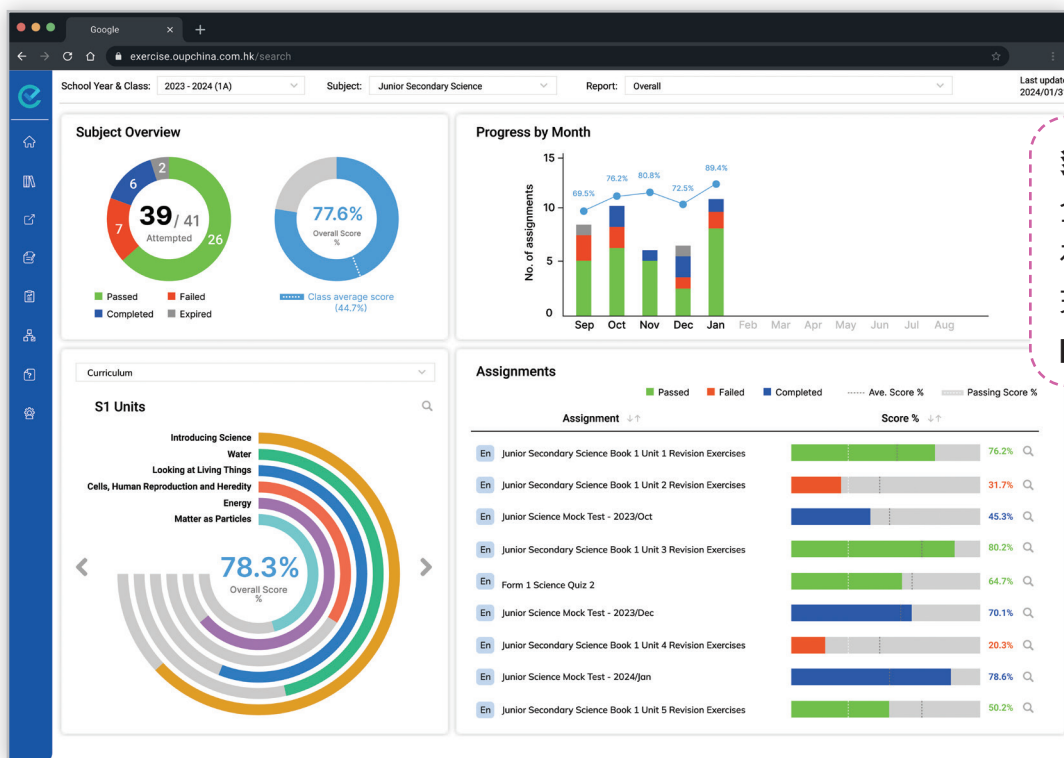 Google
exercise.oupchina.com.hk/search
School Year & Class: 2023 - 2024 (1A) Subject: Junior Secondary Science Report: Overall
Last update
2024/01/31
Subject Overview
2
6
7
26
39 / 41
Attempted
77.6%
Overall Score
%
Passed Failed
Completed Expired
Class average score
(44.7%)
Progress by Month
No. of assignments
15
10
5
0
69.5% 76.2% 80.8% 72.5% 89.4%
Sep Oct Nov Dec Jan Feb Mar Apr May Jun Jul Aug
Curriculum
S1 Units
Introducing Science
Water
Looking at Living Things
Cells, Human Reproduction and Heredity
Energy
Matter as Particles
78.3%
Overall Score
%
Assignments
Passed Failed Completed Ave. Score % Passing Score %
Assignment Score %
En Junior Secondary Science Book 1 Unit 1 Revision Exercises 76.2%
En Junior Secondary Science Book 1 Unit 2 Revision Exercises 31.7%
En Junior Science Mock Test - 2023/Oct 45.3%
En Junior Secondary Science Book 1 Unit 3 Revision Exercises 80.2%
En Form 1 Science Quiz 2 64.7%
En Junior Science Mock Test - 2023/Dec 70.1%
En Junior Secondary Science Book 1 Unit 4 Revision Exercises 20.3%
En Junior Science Mock Test - 2024/Jan 78.6%
En Junior Secondary Science Book 1 Unit 5 Revision Exercises 50.2%